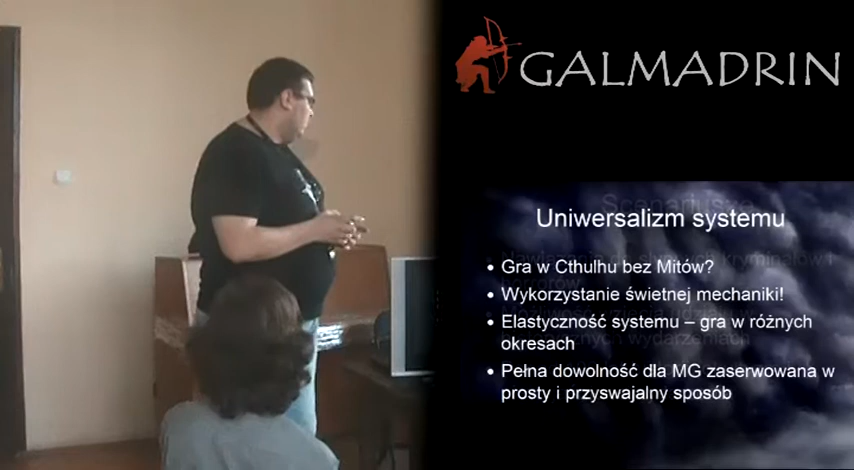 GALMADRIN
Scenariusze
Uniwersalizm systemu
• Gra w Cthulhu bez Mitów?
• Wykorzystanie świetnej mechaniki!
• Elastyczność systemu – gra w różnych
okresach
• Pełna dowolność dla MG zaserwowana w
prosty i przyswajalny sposób